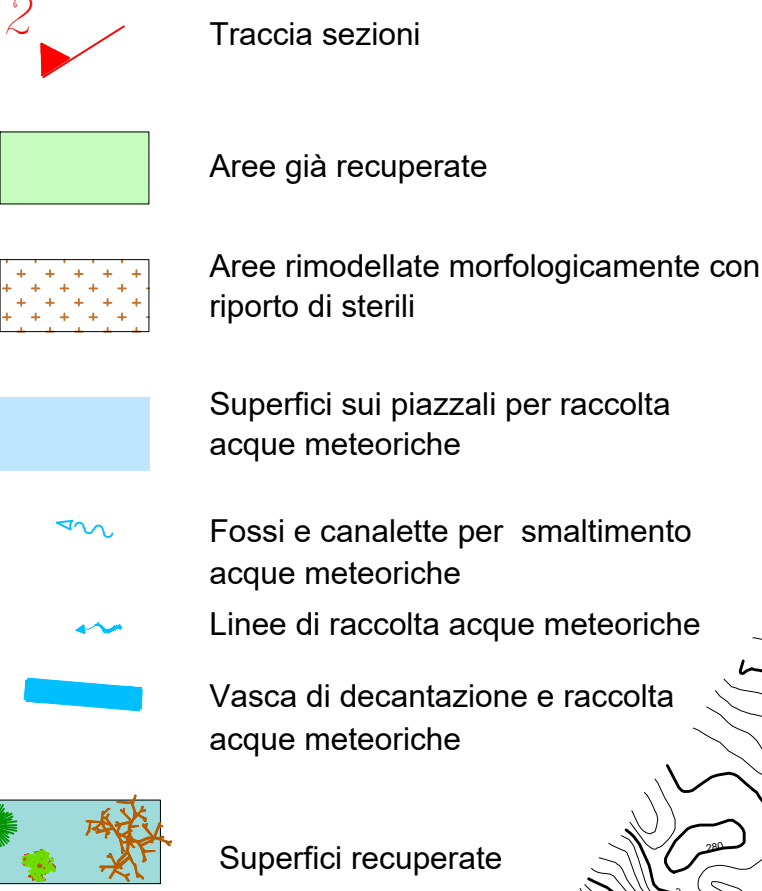 2
Traccia sezioni
Aree già recuperate
Aree rimodellate morfologicamente con
riporto di sterili
Superfici sui piazzali per raccolta
acque meteoriche
Fossi e canalette per smaltimento
acque meteoriche
Linee di raccolta acque meteoriche
Vasca di decantazione e raccolta
acque meteoriche
280
Superfici recuperate